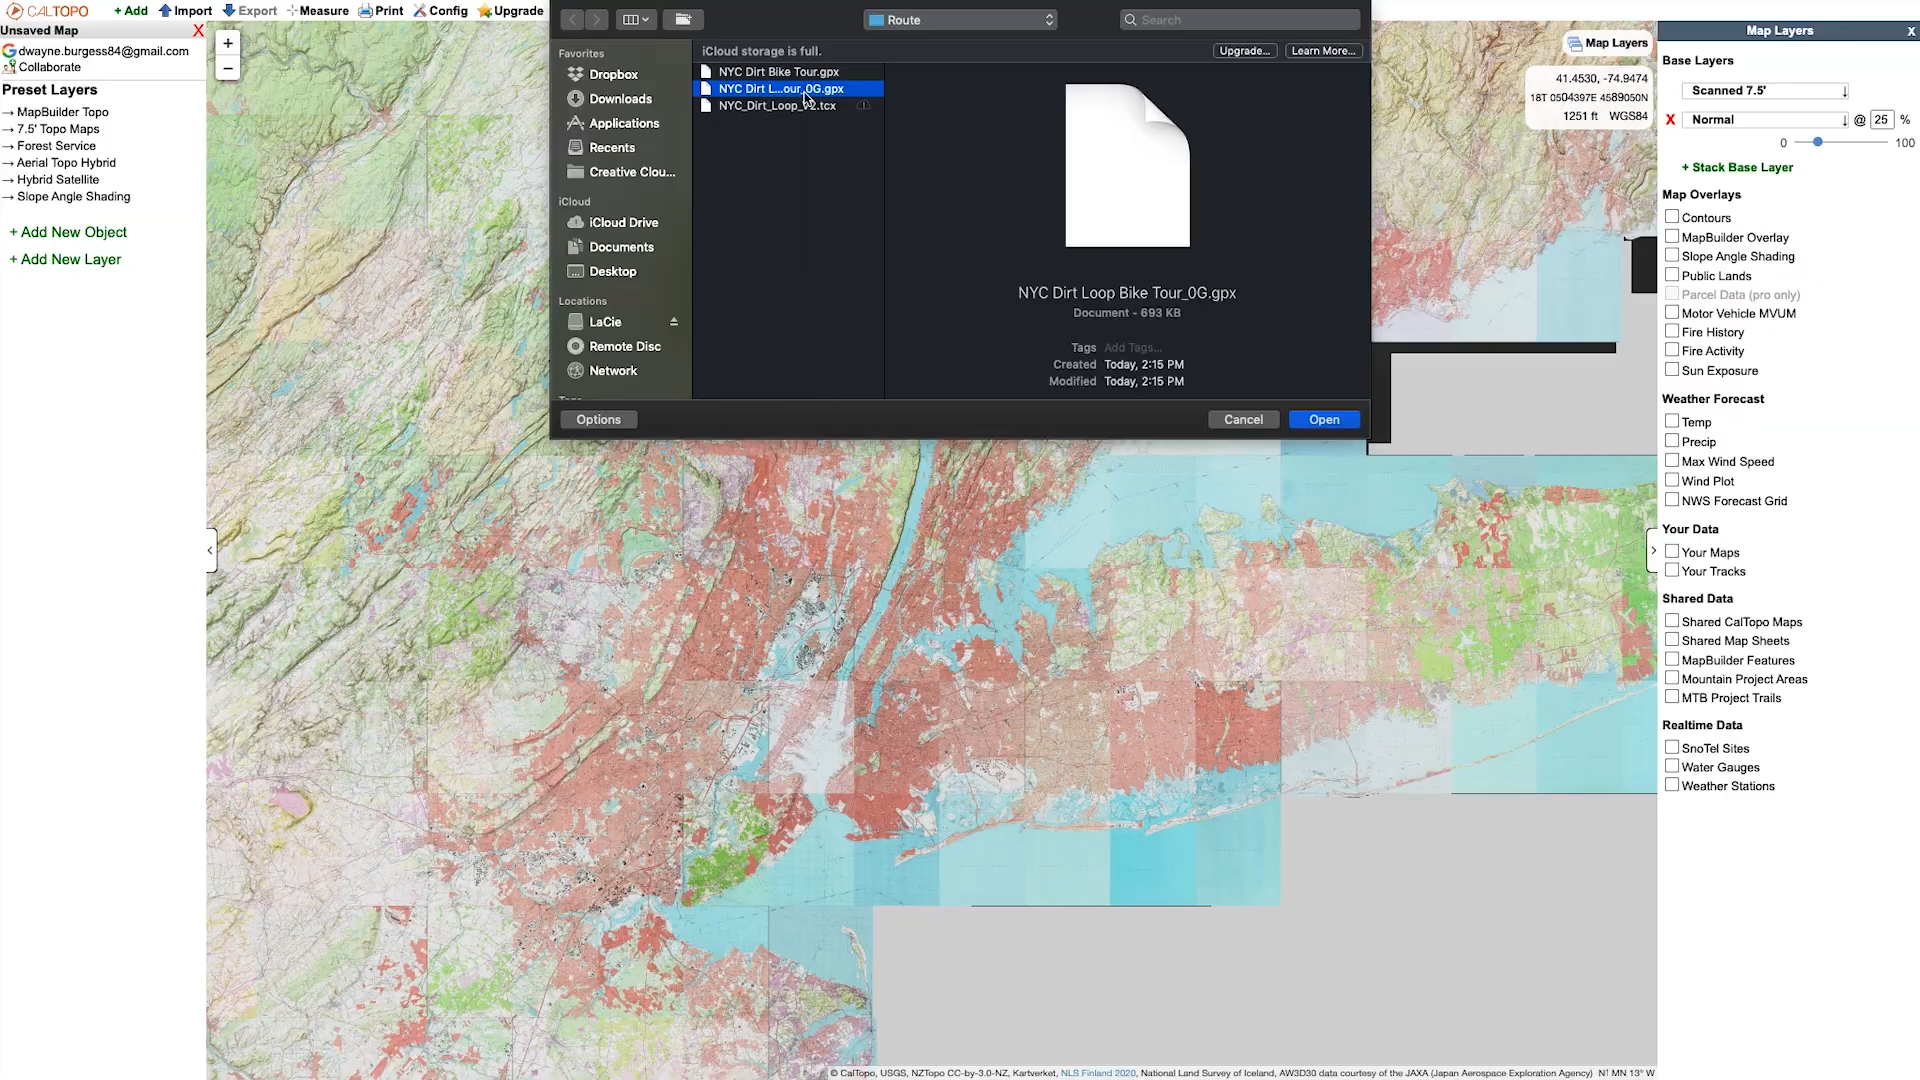 CALTOPO
+ Add
Import
Export
Measure
Print
Config
Upgrade
Unsaved Map
X
dwayne.burgess84@gmail.com
Collaborate
Preset Layers
→ MapBuilder Topo
→ 7.5' Topo Maps
→ Forest Service
→ Aerial Topo Hybrid
→ Hybrid Satellite
→ Slope Angle Shading
+ Add New Object
+ Add New Layer
+
−
Route
Search
Favorites
Dropbox
Downloads
Applications
Recents
Creative Clou...
iCloud
iCloud Drive
Documents
Desktop
Locations
LaCie
Remote Disc
Network
iCloud storage is full.
Upgrade...
Learn More...
NYC Dirt Bike Tour.gpx
NYC Dirt L...our_0G.gpx
NYC_Dirt_Loop_V2.tcx
NYC Dirt Loop Bike Tour_0G.gpx
Document - 693 KB
Tags Add Tags...
Created Today, 2:15 PM
Modified Today, 2:15 PM
Options
Cancel
Open
Map Layers
41.4530, -74.9474
18T 0504397E 4589050N
1251 ft WGS84
Map Layers
X
Base Layers
Scanned 7.5'
X Normal @ 25 %
0 100
+ Stack Base Layer
Map Overlays
Contours
MapBuilder Overlay
Slope Angle Shading
Public Lands
Parcel Data (pro only)
Motor Vehicle MVUM
Fire History
Fire Activity
Sun Exposure
Weather Forecast
Temp
Precip
Max Wind Speed
Wind Plot
NWS Forecast Grid
Your Data
Your Maps
Your Tracks
Shared Data
Shared CalTopo Maps
Shared Map Sheets
MapBuilder Features
Mountain Project Areas
MTB Project Trails
Realtime Data
SnoTel Sites
Water Gauges
Weather Stations
© CalTopo, USGS, NZTopo CC-by-3.0-NZ, Kartverket, NLS Finland 2020, National Land Survey of Iceland, AW3D30 data courtesy of the JAXA (Japan Aerospace Exploration Agency) N↑ MN 13° W